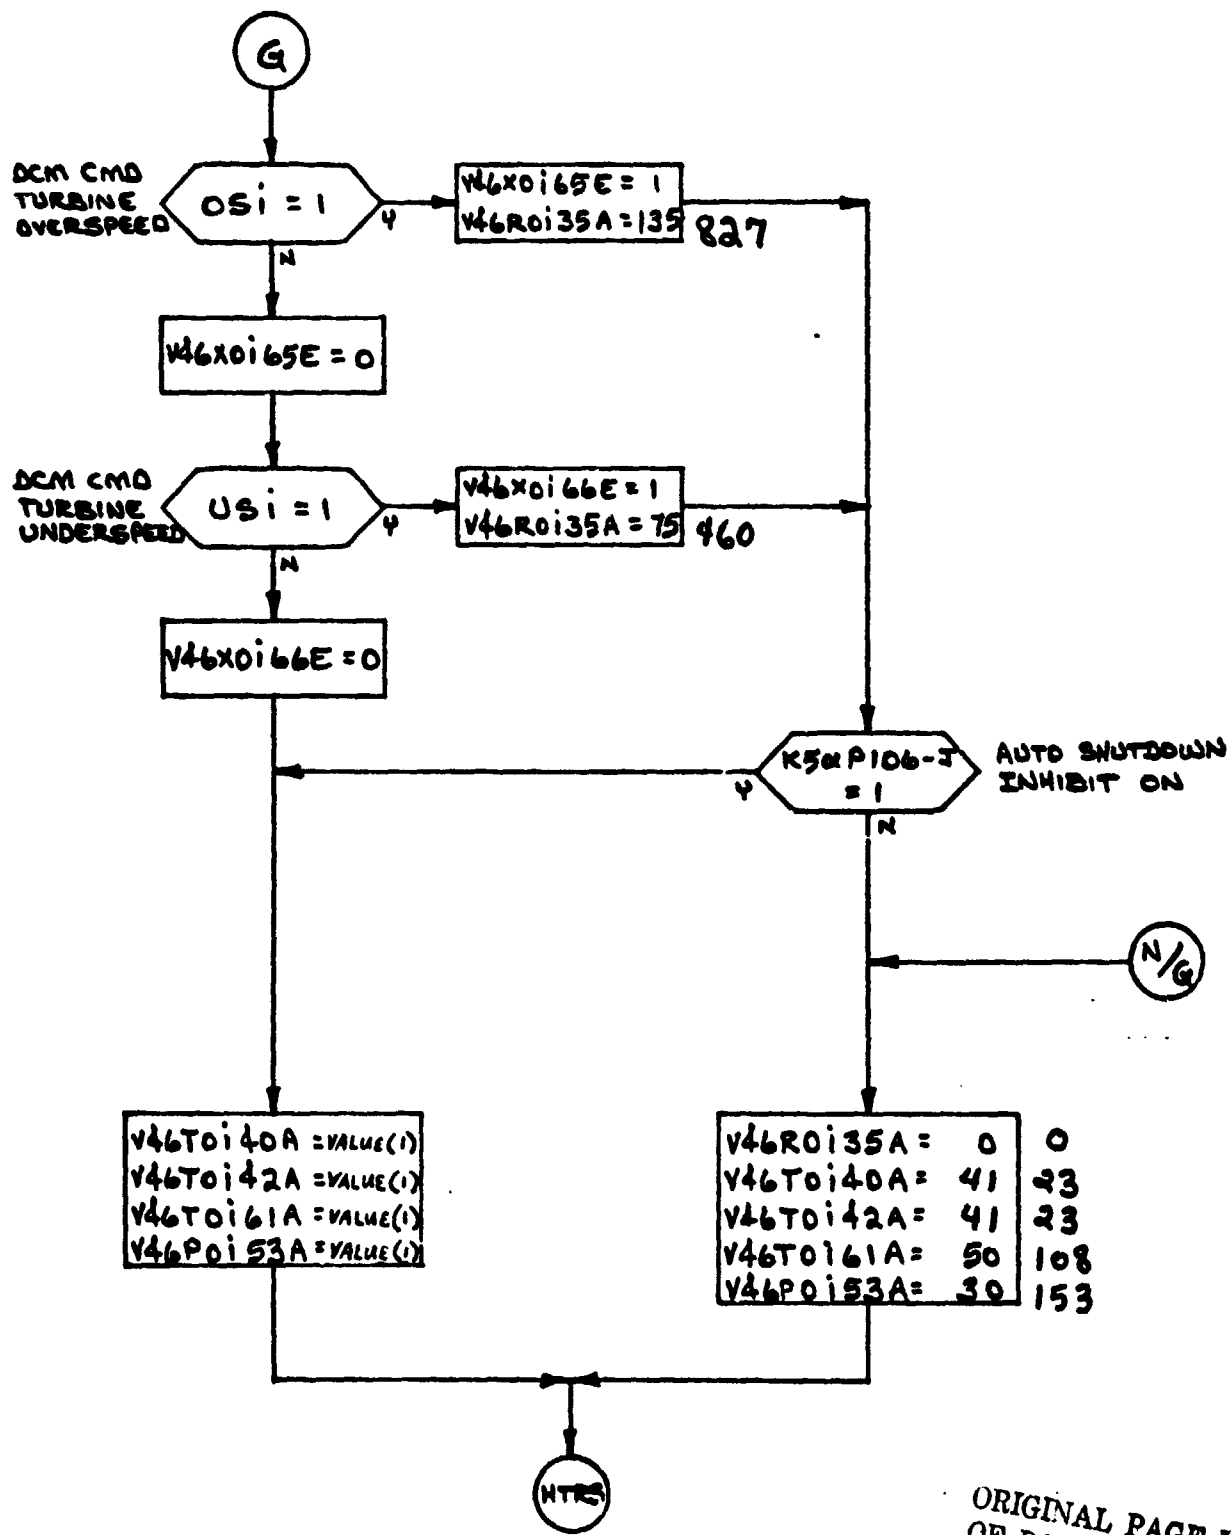 G
DCM CMD
TURBINE
OVERSPEED
OSi = 1
Y
N
V46X0i65E = 1
V46R0i35A = 135
827
V46X0i65E = 0
DCM CMD
TURBINE
UNDERSPEED
USi = 1
Y
N
V46X0i66E = 1
V46R0i35A = 75
460
V46X0i66E = 0
K5αP106-J
= 1
Y
N
AUTO SHUTDOWN
INHIBIT ON
N/G
V46T0i40A = VALUE(1)
V46T0i42A = VALUE(1)
V46T0i61A = VALUE(1)
V46P0i53A = VALUE(1)
V46R0i35A = 0 0
V46T0i40A = 41 23
V46T0i42A = 41 23
V46T0i61A = 50 108
V46P0i53A = 30 153
HTRS
ORIGINAL PAGE
OF